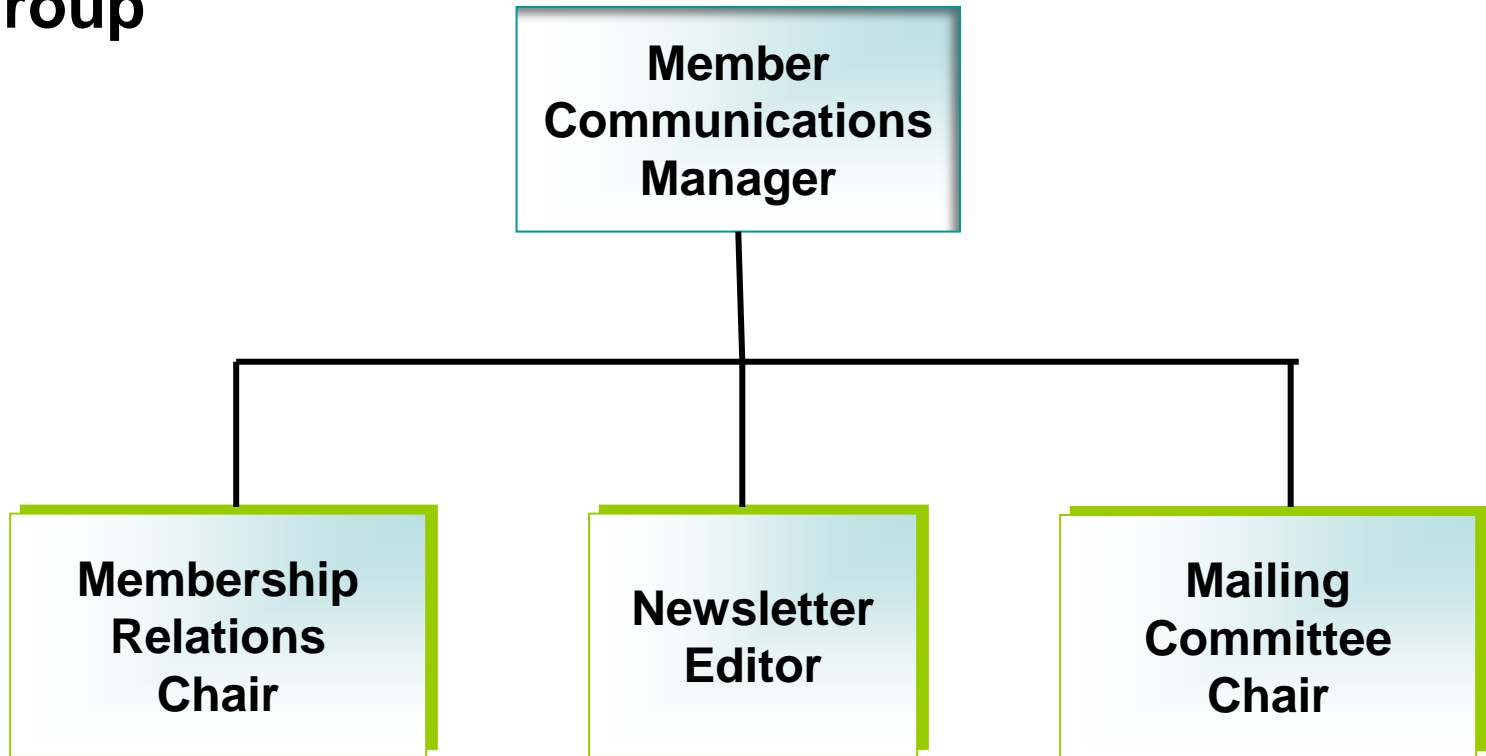 roup
Member
Communications
Manager
Membership
Relations
Chair
Newsletter
Editor
Mailing
Committee
Chair